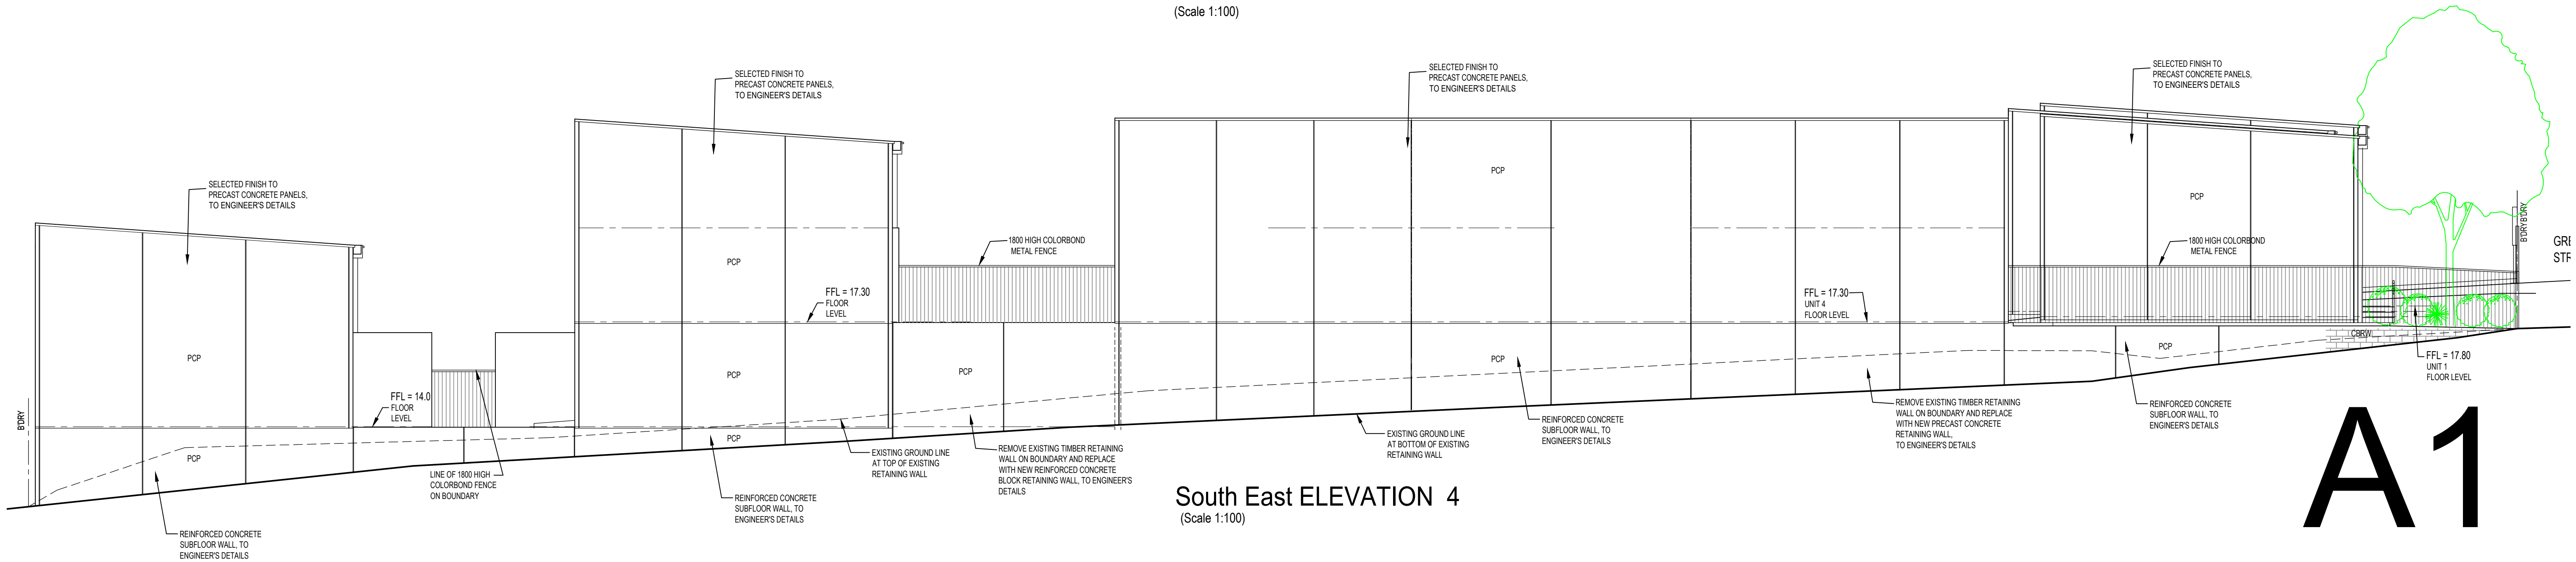 (Scale 1:100)
SELECTED FINISH TO
PRECAST CONCRETE PANELS,
TO ENGINEER'S DETAILS
SELECTED FINISH TO
PRECAST CONCRETE PANELS,
TO ENGINEER'S DETAILS
SELECTED FINISH TO
PRECAST CONCRETE PANELS,
TO ENGINEER'S DETAILS
SELECTED FINISH TO
PRECAST CONCRETE PANELS,
TO ENGINEER'S DETAILS
PCP
PCP
B'DRY
B'DRY
GRE
STR
1800 HIGH COLORBOND
METAL FENCE
1800 HIGH COLORBOND
METAL FENCE
PCP
FFL = 17.30
FLOOR
LEVEL
FFL = 17.30
UNIT 4
FLOOR LEVEL
CBRW
PCP
PCP
PCP
PCP
PCP
FFL = 17.80
UNIT 1
FLOOR LEVEL
FFL = 14.0
FLOOR
LEVEL
B'DRY
PCP
PCP
REMOVE EXISTING TIMBER RETAINING
WALL ON BOUNDARY AND REPLACE
WITH NEW PRECAST CONCRETE
RETAINING WALL,
TO ENGINEER'S DETAILS
REINFORCED CONCRETE
SUBFLOOR WALL, TO
ENGINEER'S DETAILS
REINFORCED CONCRETE
SUBFLOOR WALL, TO
ENGINEER'S DETAILS
EXISTING GROUND LINE
AT BOTTOM OF EXISTING
RETAINING WALL
EXISTING GROUND LINE
AT TOP OF EXISTING
RETAINING WALL
REMOVE EXISTING TIMBER RETAINING
WALL ON BOUNDARY AND REPLACE
WITH NEW REINFORCED CONCRETE
BLOCK RETAINING WALL, TO ENGINEER'S
DETAILS
LINE OF 1800 HIGH
COLORBOND FENCE
ON BOUNDARY
REINFORCED CONCRETE
SUBFLOOR WALL, TO
ENGINEER'S DETAILS
REINFORCED CONCRETE
SUBFLOOR WALL, TO
ENGINEER'S DETAILS
South East ELEVATION 4
(Scale 1:100)
A1